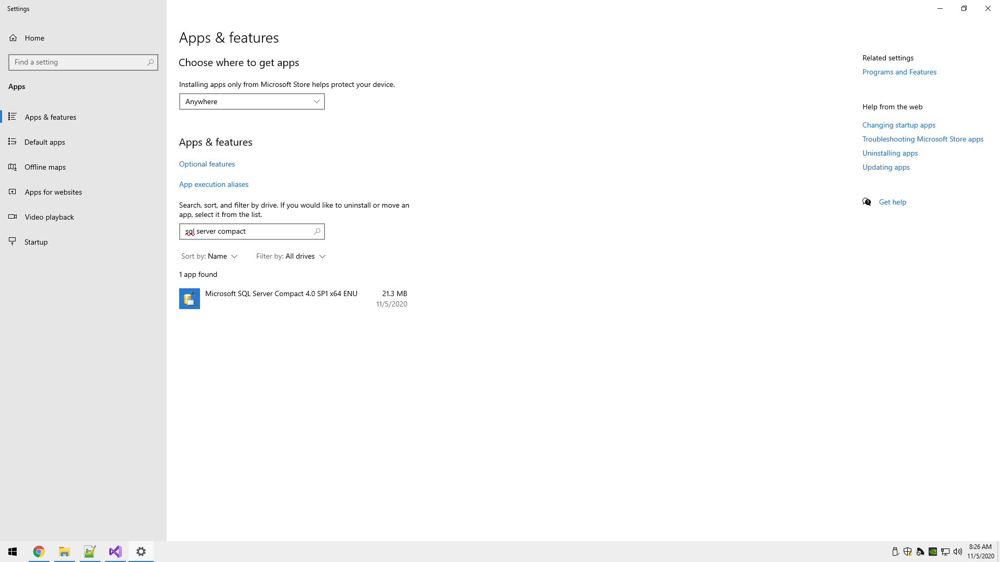 Settings
Home
Find a setting
Apps
Apps & features
Default apps
Offline maps
Apps for websites
Video playback
Startup
Apps & features
Choose where to get apps
Installing apps only from Microsoft Store helps protect your device.
Anywhere
Apps & features
Optional features
App execution aliases
Search, sort, and filter by drive. If you would like to uninstall or move an
app, select it from the list.
sql server compact
Sort by: Name Filter by: All drives
1 app found
Microsoft SQL Server Compact 4.0 SP1 x64 ENU 21.3 MB
11/5/2020
Related settings
Programs and Features
Help from the web
Changing startup apps
Troubleshooting Microsoft Store apps
Uninstalling apps
Updating apps
Get help
8:26 AM
11/5/2020